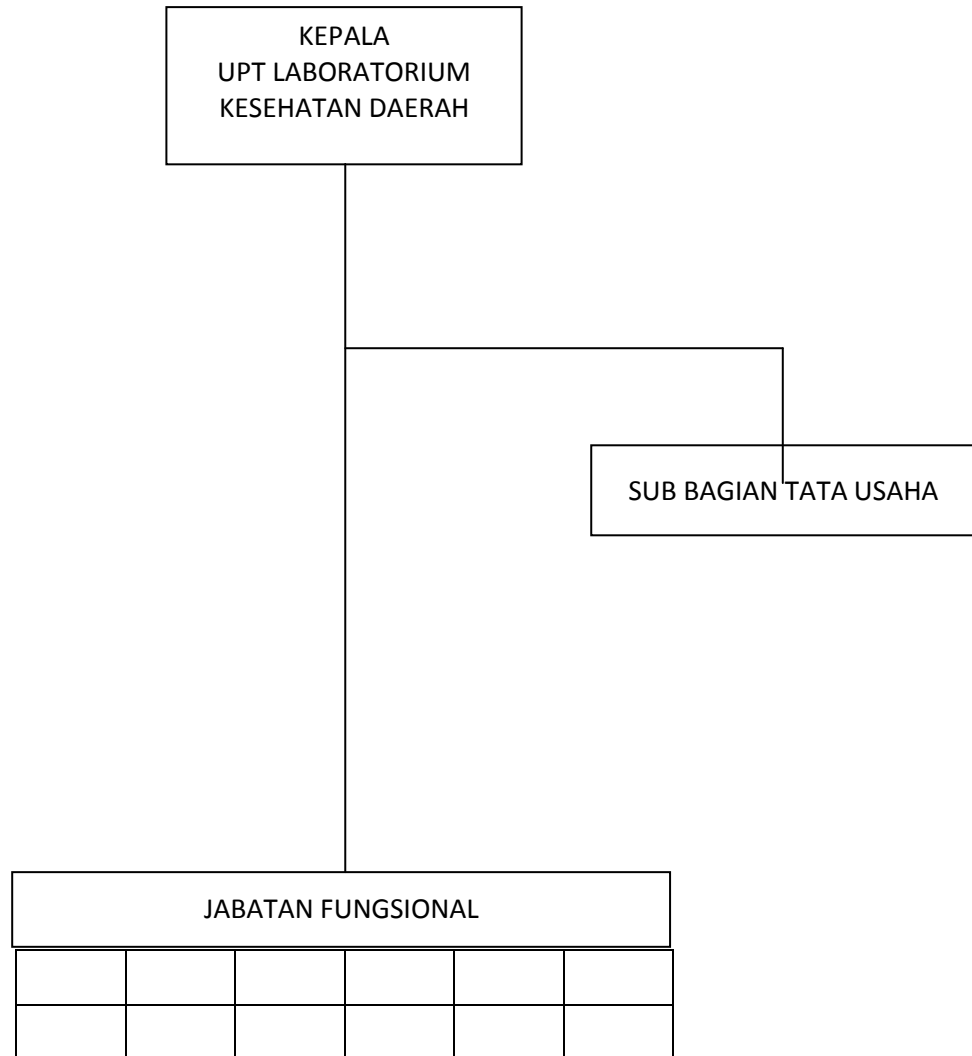 KEPALA
UPT LABORATORIUM
KESEHATAN DAERAH
SUB BAGIAN TATA USAHA
JABATAN FUNGSIONAL